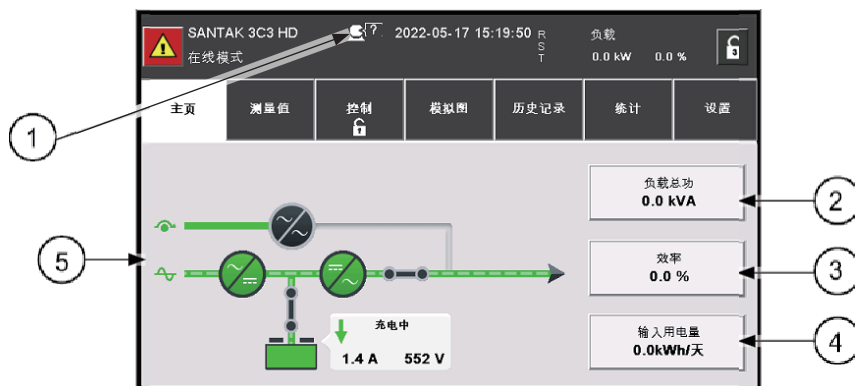 SANTAK 3C3 HD
? 2022-05-17 15:19:50
R
S
T
负载
在线模式
0.0 kW 0.0 %
3
主页 测量值 控制 模拟图 历史记录 统计 设置
1
负载总功
0.0 kVA
2
5
效率
0.0 %
3
充电中
1.4 A 552 V
输入用电量
0.0kWh/天
4